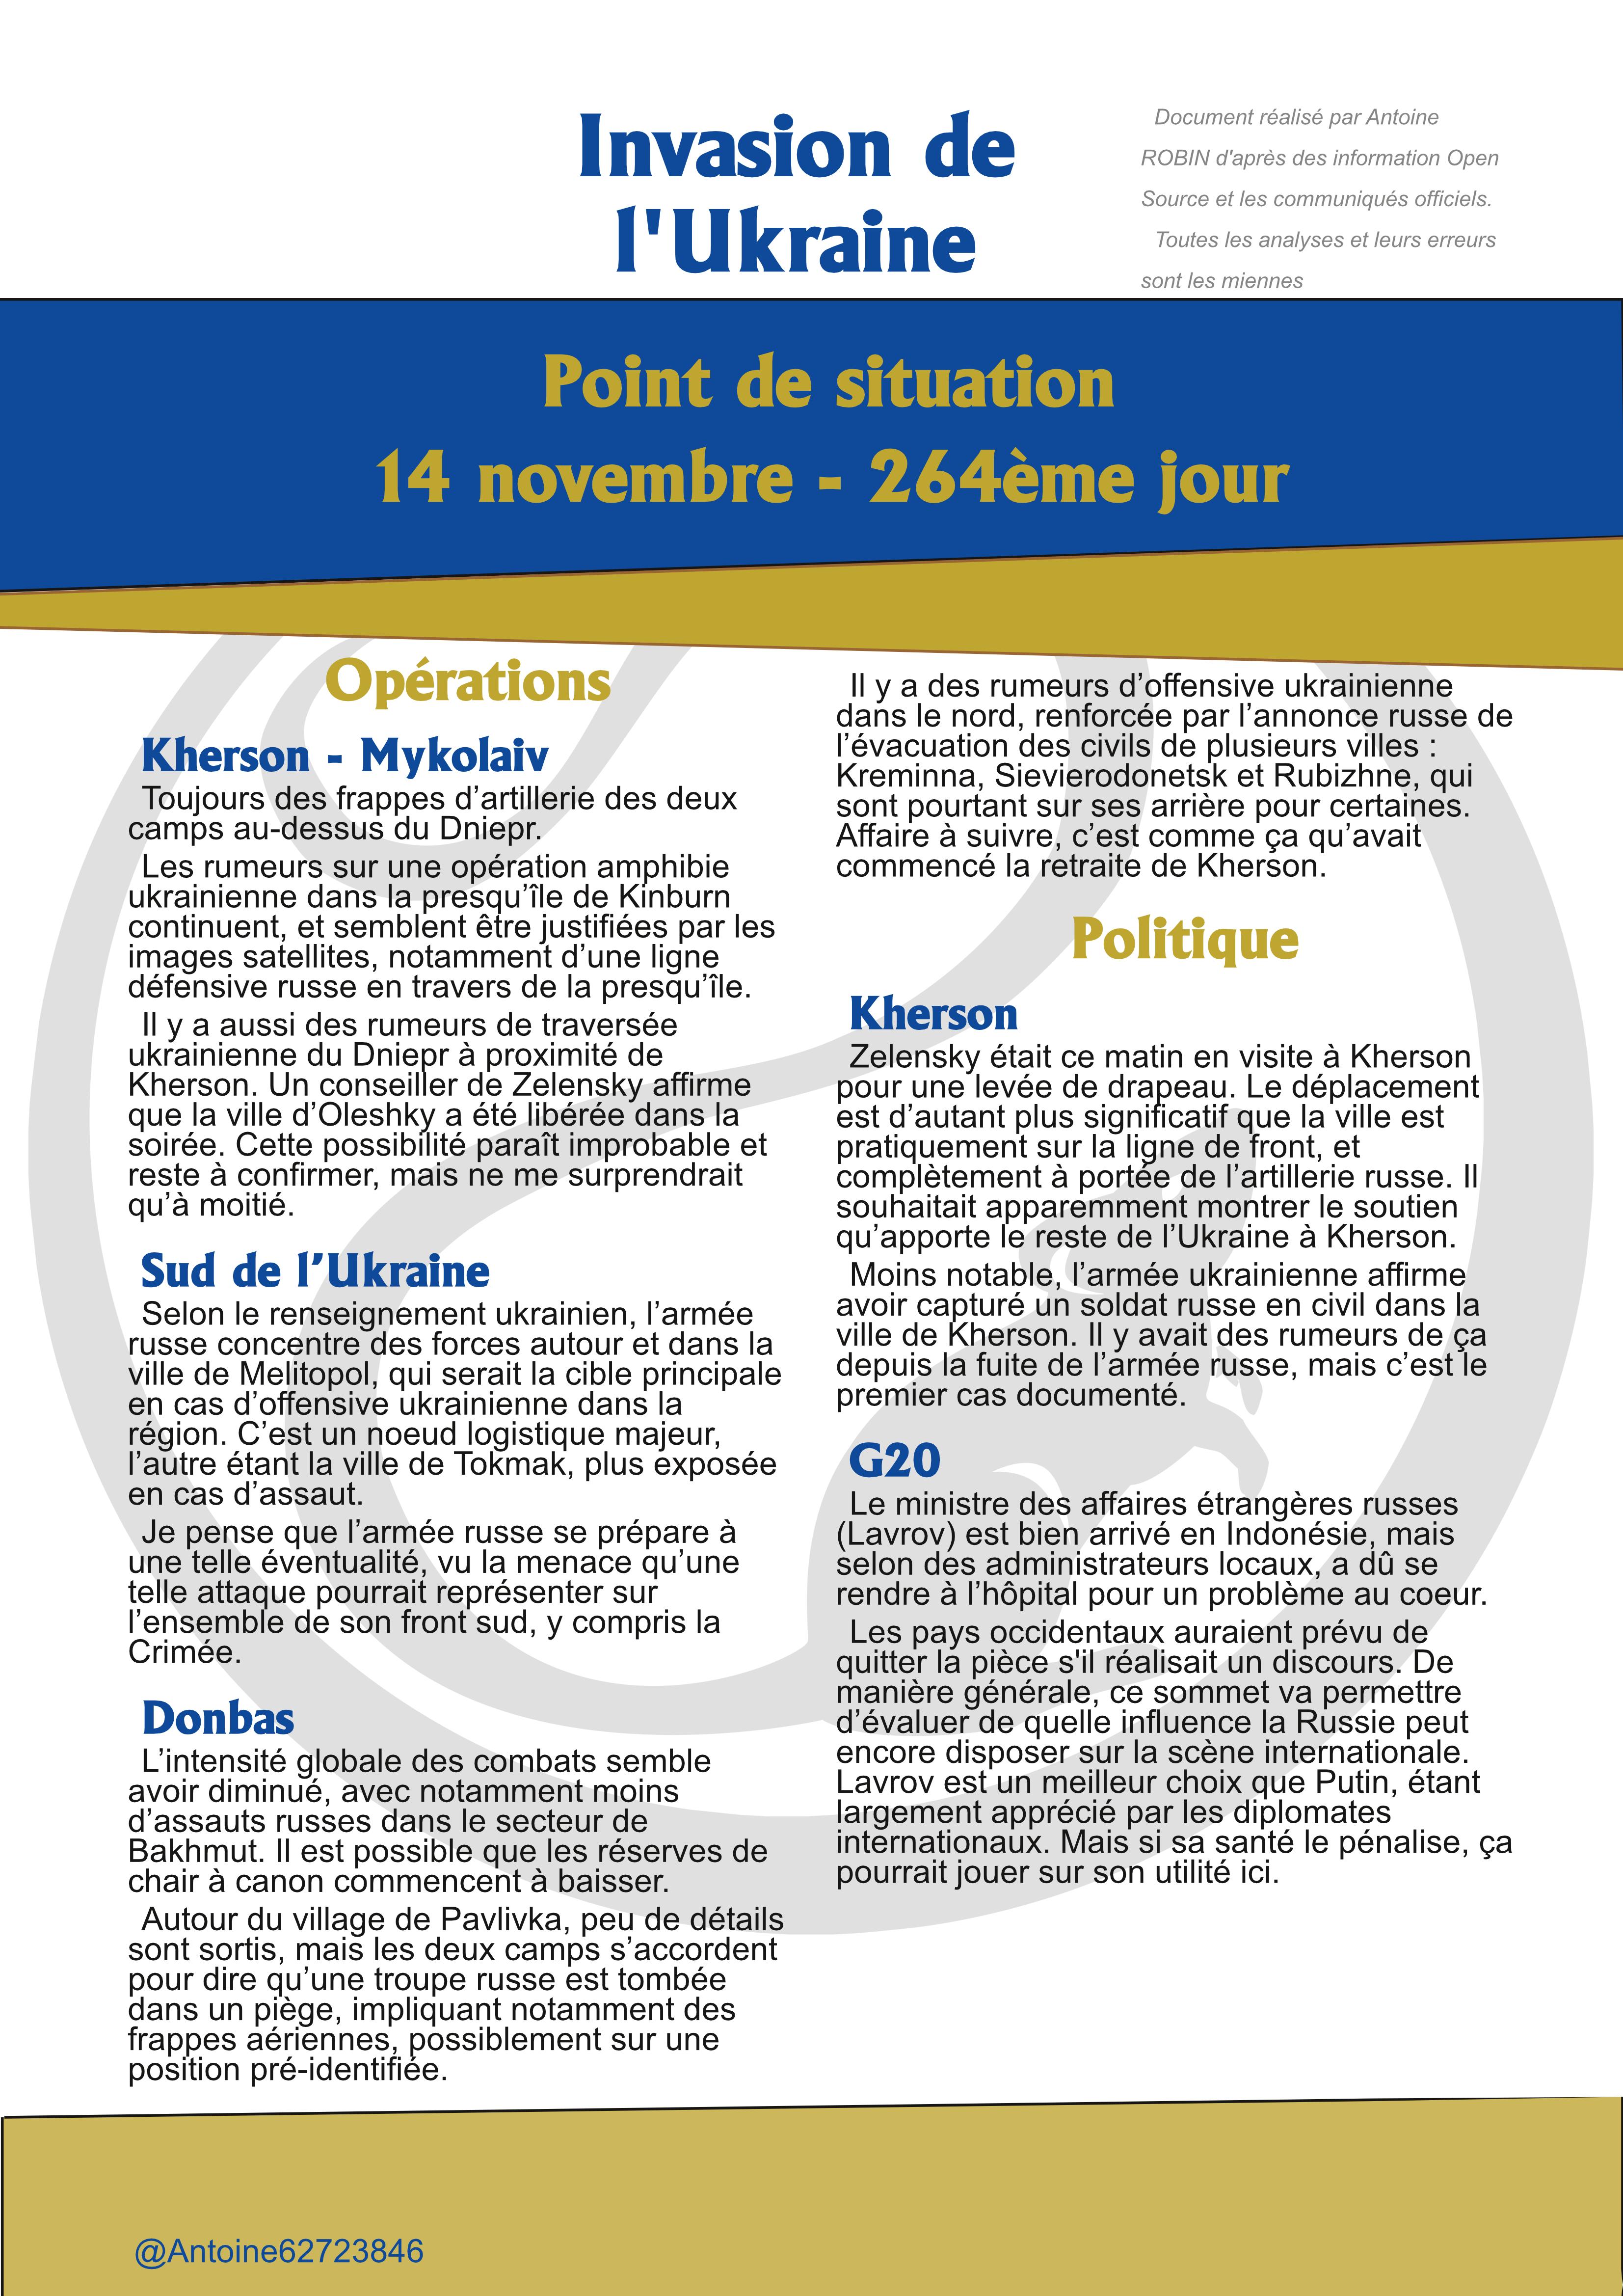 Invasion de
l'Ukraine
Document réalisé par Antoine
ROBIN d'après des information Open
Source et les communiqués officiels.
Toutes les analyses et leurs erreurs
sont les miennes
Point de situation
14 novembre - 264ème jour
Opérations
Kherson - Mykolaiv
Toujours des frappes d’artillerie des deux
camps au-dessus du Dniepr.
Les rumeurs sur une opération amphibie
ukrainienne dans la presqu’île de Kinburn
continuent, et semblent être justifiées par les
images satellites, notamment d’une ligne
défensive russe en travers de la presqu’île.
Il y a aussi des rumeurs de traversée
ukrainienne du Dniepr à proximité de
Kherson. Un conseiller de Zelensky affirme
que la ville d’Oleshky a été libérée dans la
soirée. Cette possibilité paraît improbable et
reste à confirmer, mais ne me surprendrait
qu’à moitié.
Sud de l’Ukraine
Selon le renseignement ukrainien, l’armée
russe concentre des forces autour et dans la
ville de Melitopol, qui serait la cible principale
en cas d’offensive ukrainienne dans la
région. C’est un noeud logistique majeur,
l’autre étant la ville de Tokmak, plus exposée
en cas d’assaut.
Je pense que l’armée russe se prépare à
une telle éventualité, vu la menace qu’une
telle attaque pourrait représenter sur
l’ensemble de son front sud, y compris la
Crimée.
Donbas
L’intensité globale des combats semble
avoir diminué, avec notamment moins
d’assauts russes dans le secteur de
Bakhmut. Il est possible que les réserves de
chair à canon commencent à baisser.
Autour du village de Pavlivka, peu de détails
sont sortis, mais les deux camps s’accordent
pour dire qu’une troupe russe est tombée
dans un piège, impliquant notamment des
frappes aériennes, possiblement sur une
position pré-identifiée.
Il y a des rumeurs d’offensive ukrainienne
dans le nord, renforcée par l’annonce russe de
l’évacuation des civils de plusieurs villes :
Kreminna, Sievierodonetsk et Rubizhne, qui
sont pourtant sur ses arrière pour certaines.
Affaire à suivre, c’est comme ça qu’avait
commencé la retraite de Kherson.
Politique
Kherson
Zelensky était ce matin en visite à Kherson
pour une levée de drapeau. Le déplacement
est d’autant plus significatif que la ville est
pratiquement sur la ligne de front, et
complètement à portée de l’artillerie russe. Il
souhaitait apparemment montrer le soutien
qu’apporte le reste de l’Ukraine à Kherson.
Moins notable, l’armée ukrainienne affirme
avoir capturé un soldat russe en civil dans la
ville de Kherson. Il y avait des rumeurs de ça
depuis la fuite de l’armée russe, mais c’est le
premier cas documenté.
G20
Le ministre des affaires étrangères russes
(Lavrov) est bien arrivé en Indonésie, mais
selon des administrateurs locaux, a dû se
rendre à l’hôpital pour un problème au coeur.
Les pays occidentaux auraient prévu de
quitter la pièce s'il réalisait un discours. De
manière générale, ce sommet va permettre
d’évaluer de quelle influence la Russie peut
encore disposer sur la scène internationale.
Lavrov est un meilleur choix que Putin, étant
largement apprécié par les diplomates
internationaux. Mais si sa santé le pénalise, ça
pourrait jouer sur son utilité ici.
@Antoine62723846